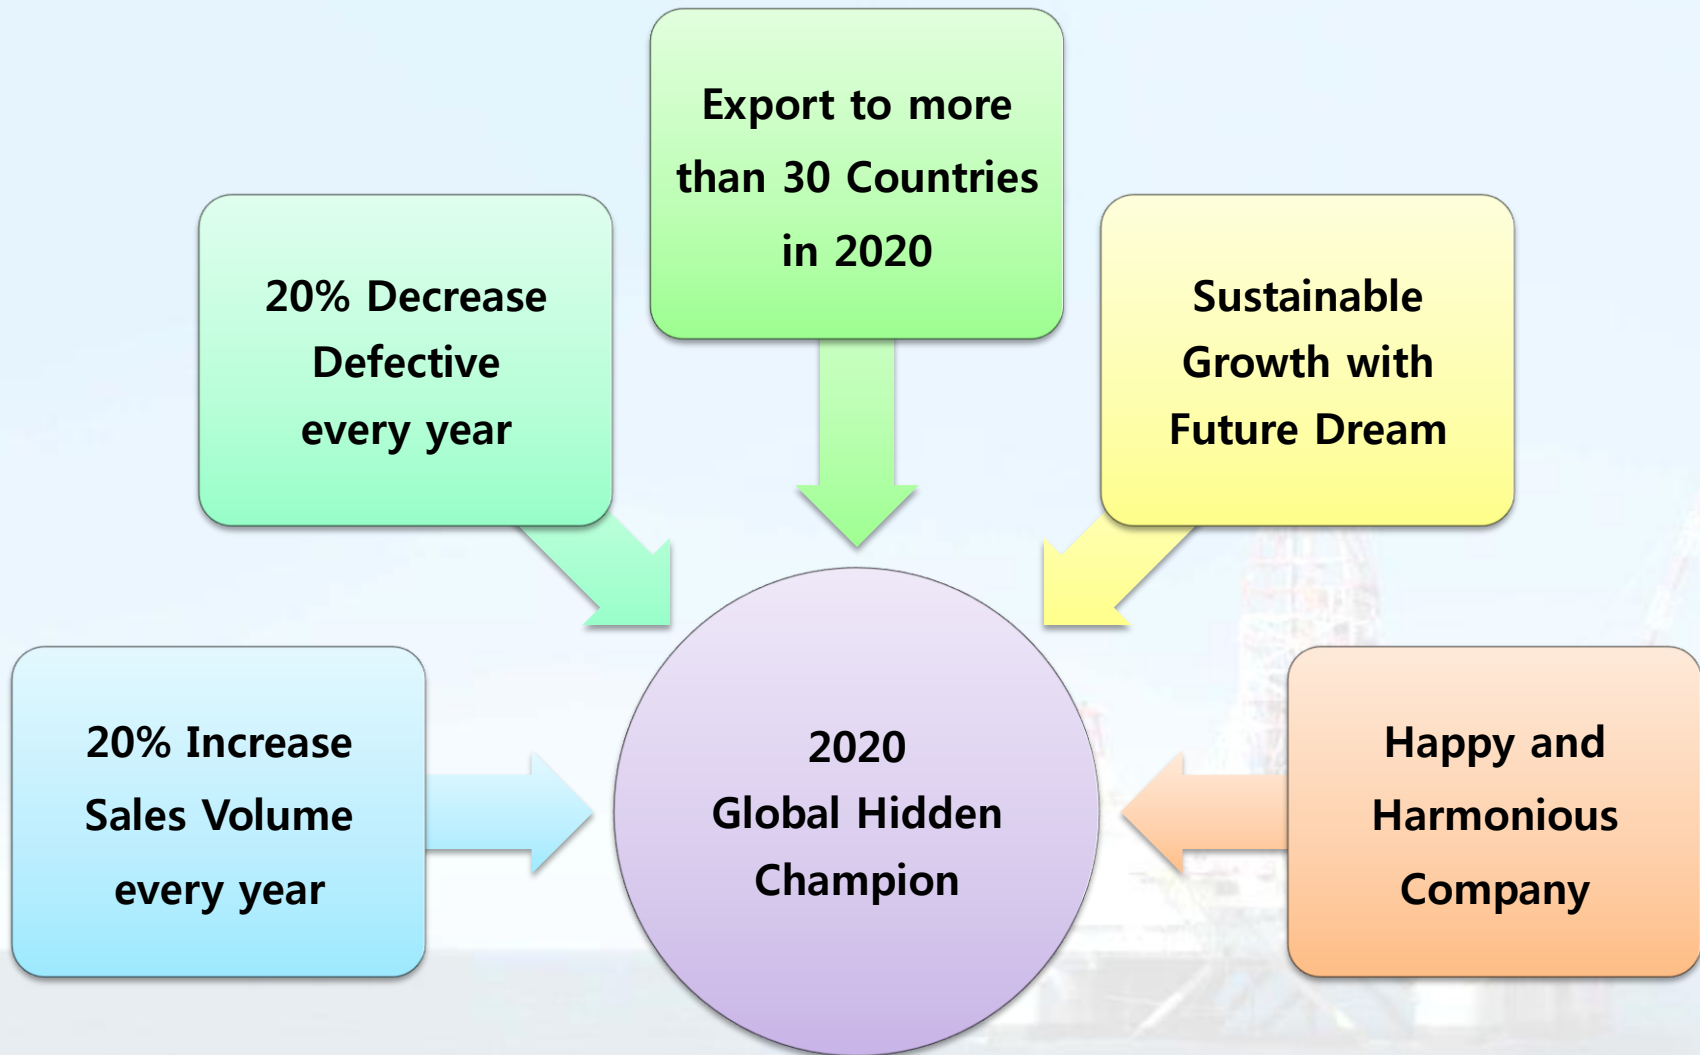 Export to more
than 30 Countries
in 2020
20% Decrease
Defective
every year
Sustainable
Growth with
Future Dream
20% Increase
Sales Volume
every year
2020
Global Hidden
Champion
Happy and
Harmonious
Company